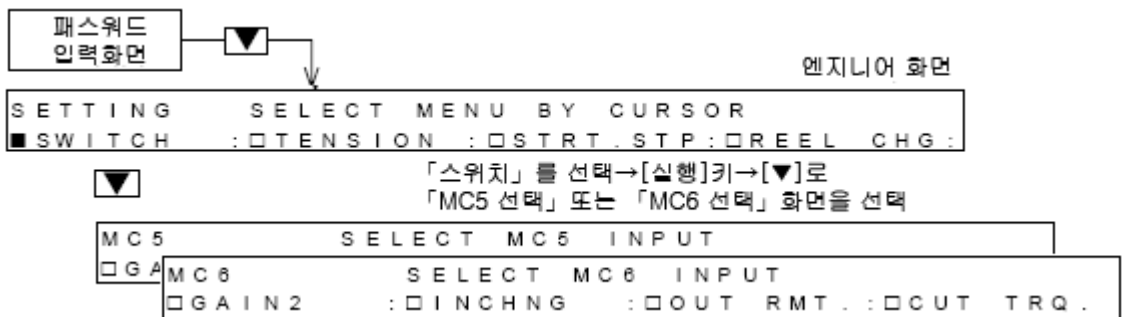 패스워드
입력화면
▼
엔지니어 화면
SETTING SELECT MENU BY CURSOR
■SWITCH :□TENSION :□STRT.STP:□REEL CHG:
▼
「스위치」를 선택→[실행]키→[▼]로
「MC5 선택」또는 「MC6 선택」화면을 선택
MC5 SELECT MC5 INPUT
□GA
MC6 SELECT MC6 INPUT
□GAIN2 :□INCHNG :□OUT RMT.:□CUT TRQ.